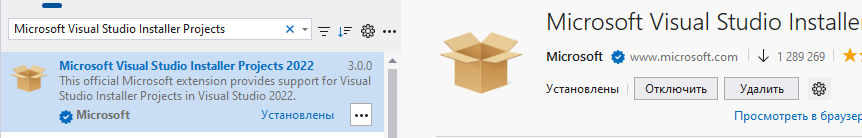 Microsoft Visual Studio Installer Projects
Microsoft Visual Studio Installer Projects 2022
3.0.0
This official Microsoft extension provides support for Visual
Studio Installer Projects in Visual Studio 2022.
Microsoft
Установлены
Microsoft Visual Studio Installe
Microsoft
www.microsoft.com
1 289 269
Установлены
Отключить
Удалить
Просмотреть в браузер